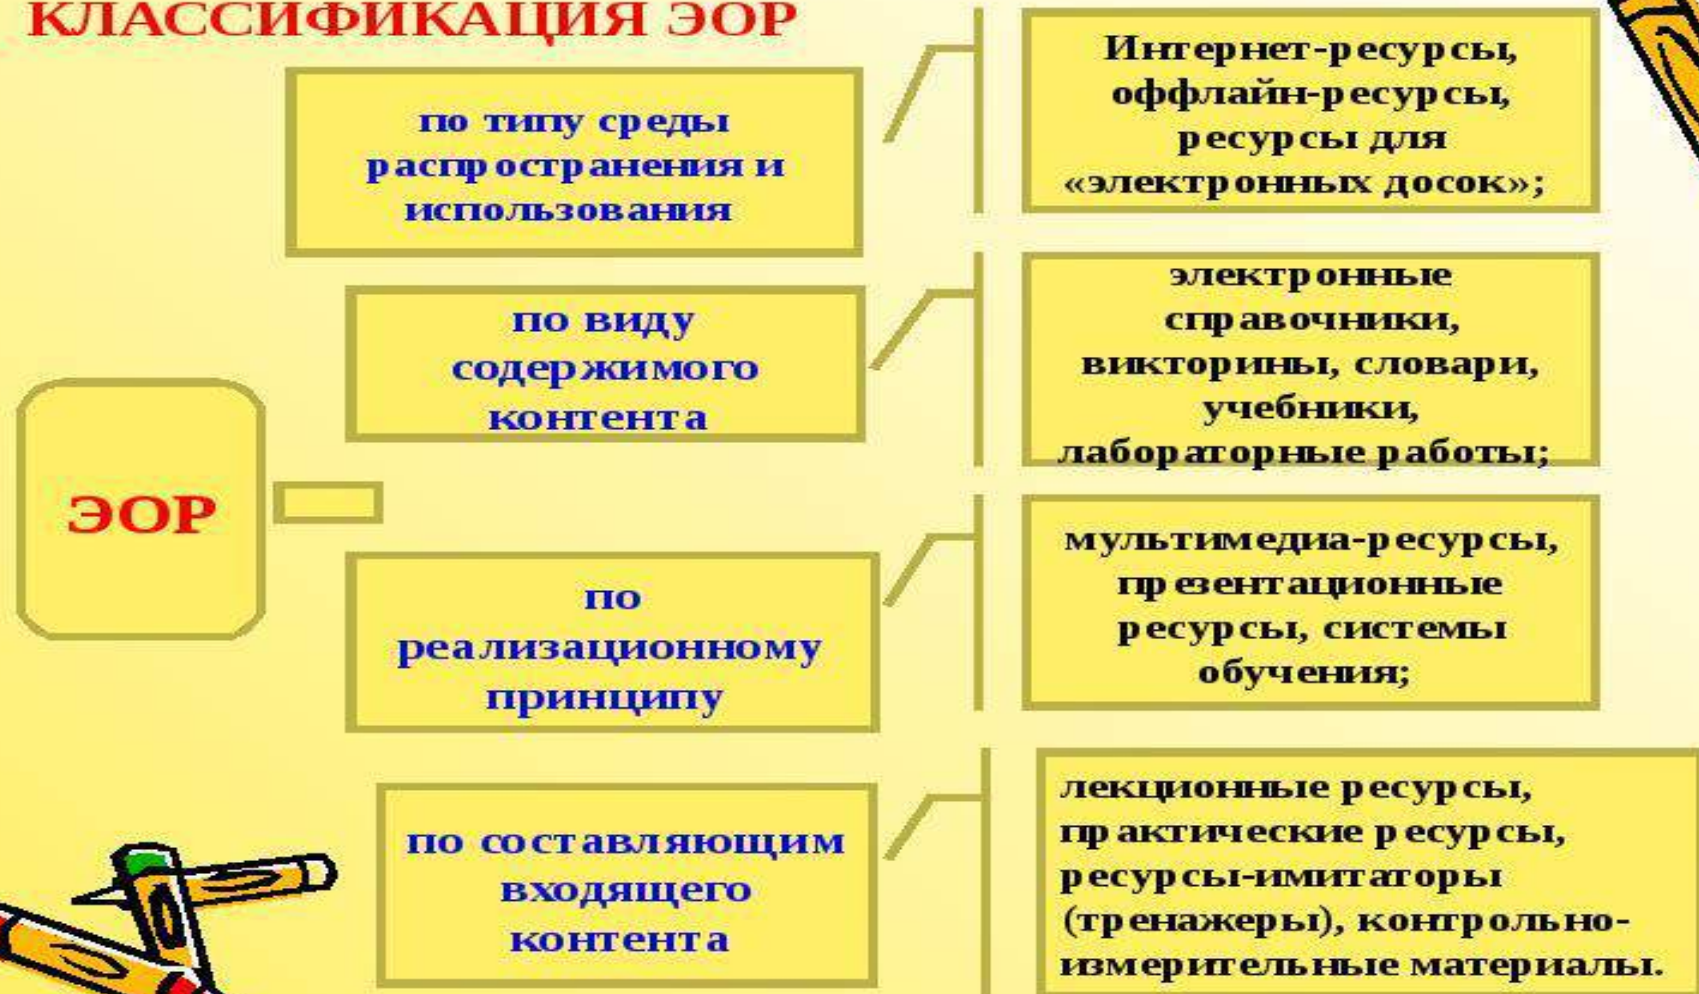 КЛАССИФИКАЦИЯ ЭОР
по типу среды
распространения и
использования
Интернет-ресурсы,
оффлайн-ресурсы,
ресурсы для
«электронных досок»;
по виду
содержимого
контента
электронные
справочники,
викторины, словари,
учебники,
лабораторные работы;
ЭОР
по
реализационному
принципу
мультимедиа-ресурсы,
презентационные
ресурсы, системы
обучения;
по составляющим
входящего
контента
лекционные ресурсы,
практические ресурсы,
ресурсы-имитаторы
(тренажеры), контрольно-
измерительные материалы.